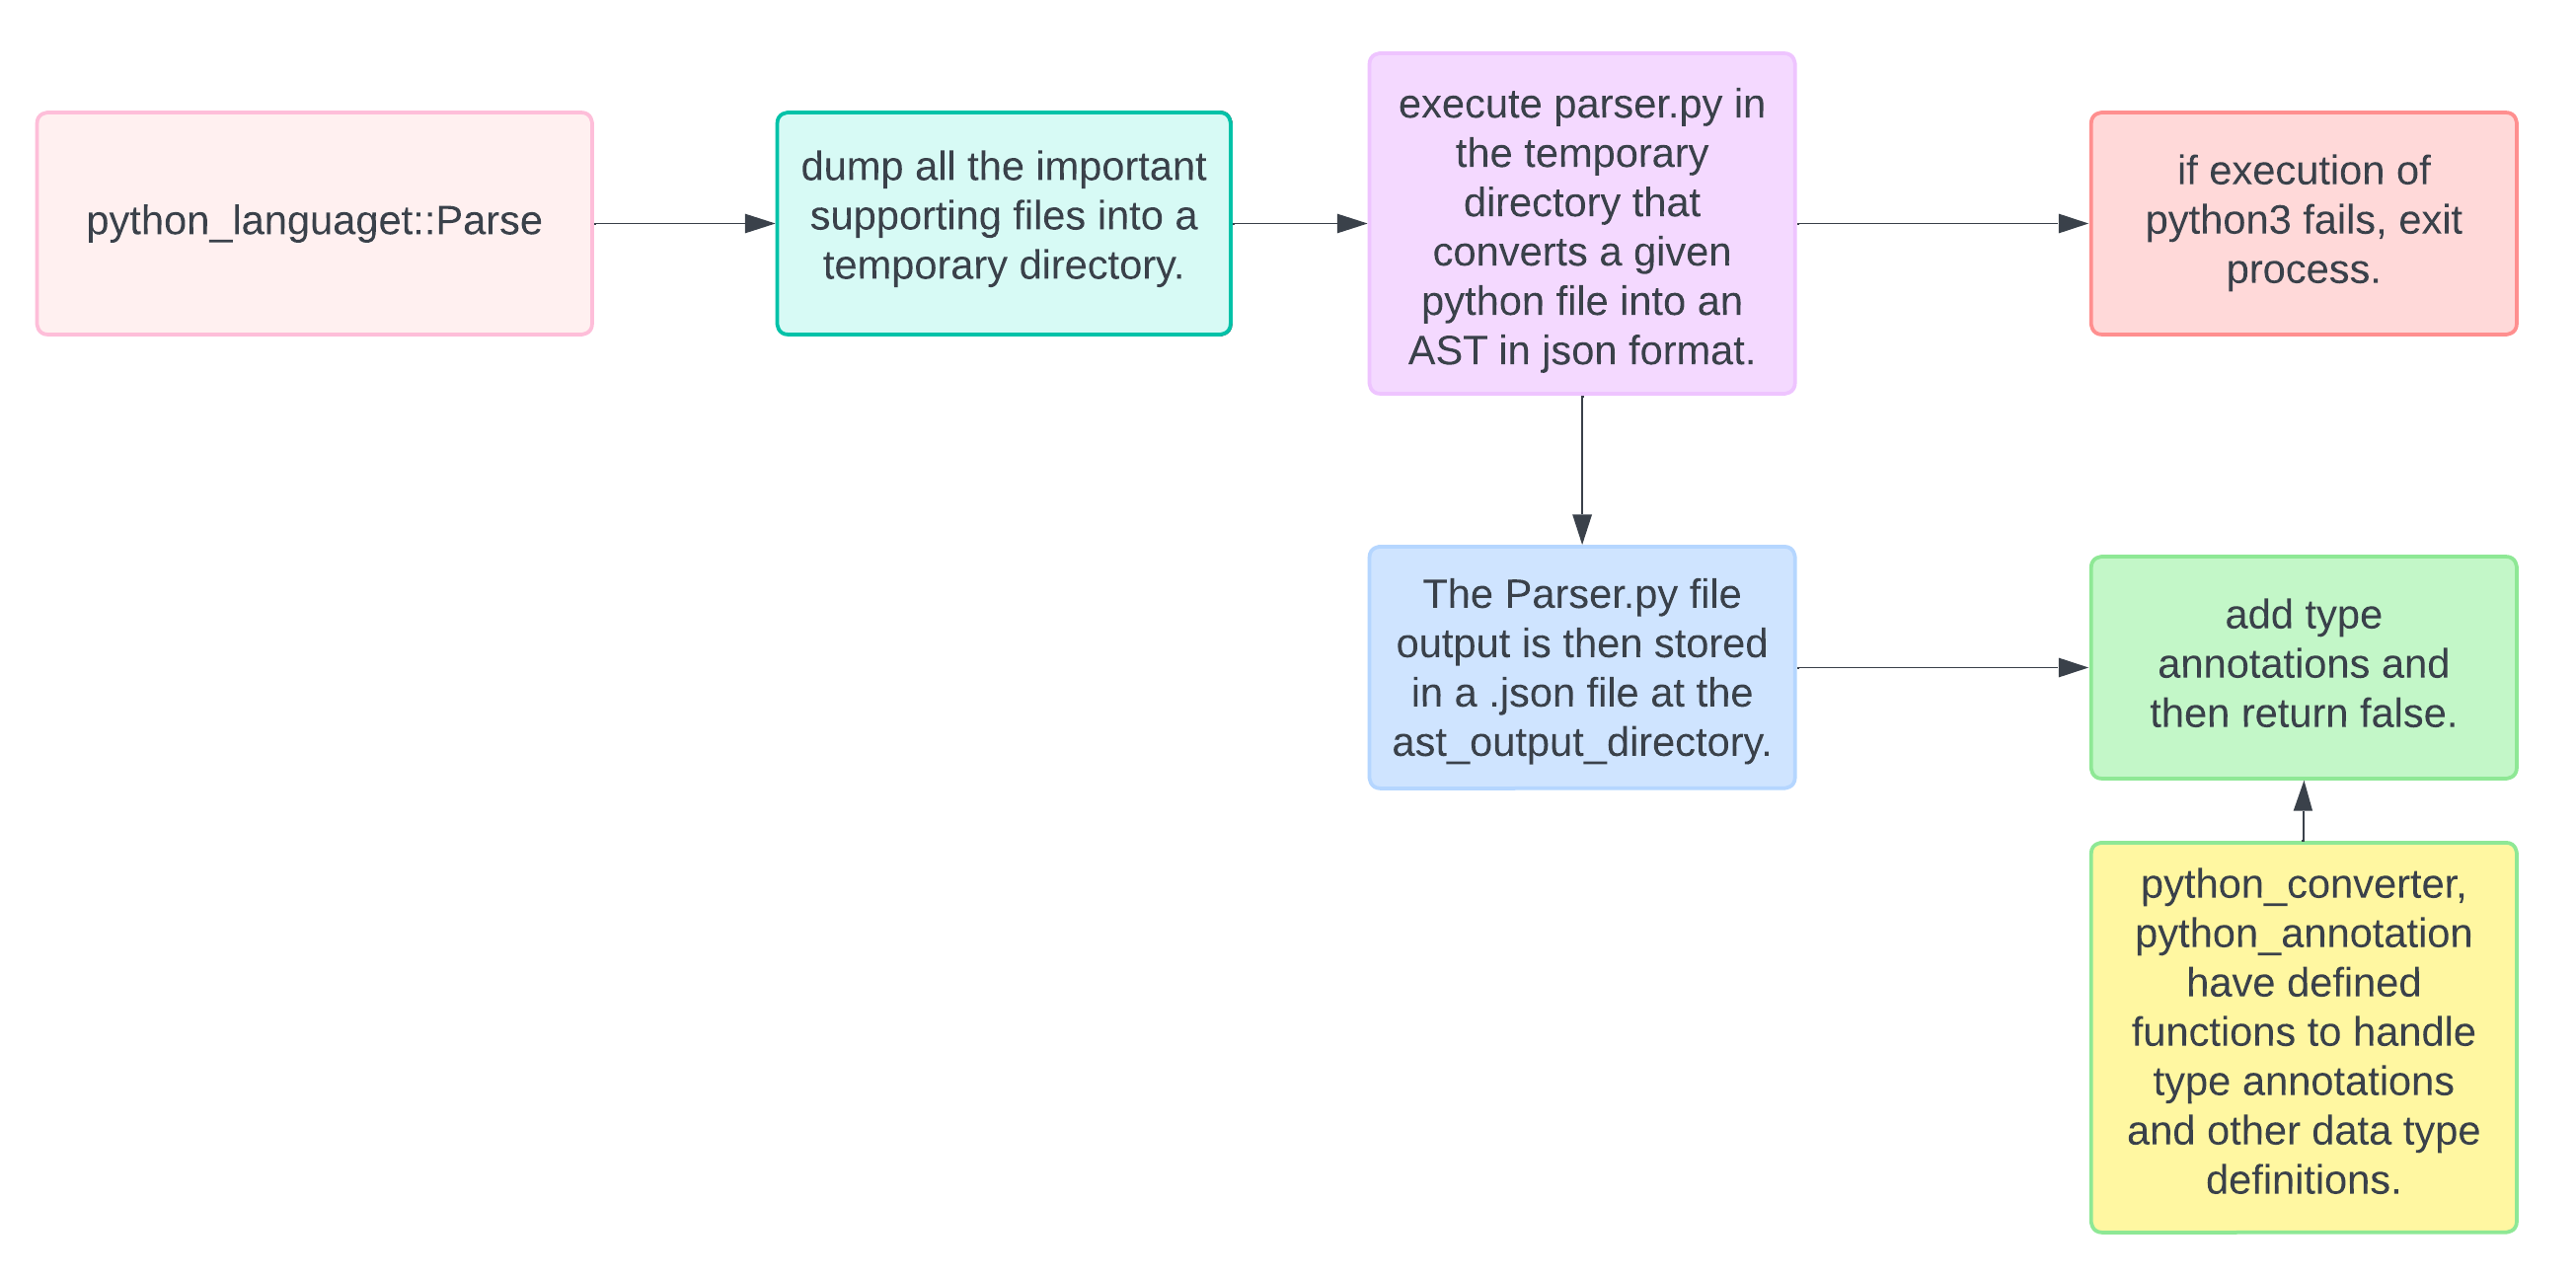 python_languaget::Parse
dump all the important
supporting files into a
temporary directory.
execute parser.py in
the temporary
directory that
converts a given
python file into an
AST in json format.
if execution of
python3 fails, exit
process.
The Parser.py file
output is then stored
in a .json file at the
ast_output_directory.
add type
annotations and
then return false.
python_converter,
python_annotation
have defined
functions to handle
type annotations
and other data type
definitions.